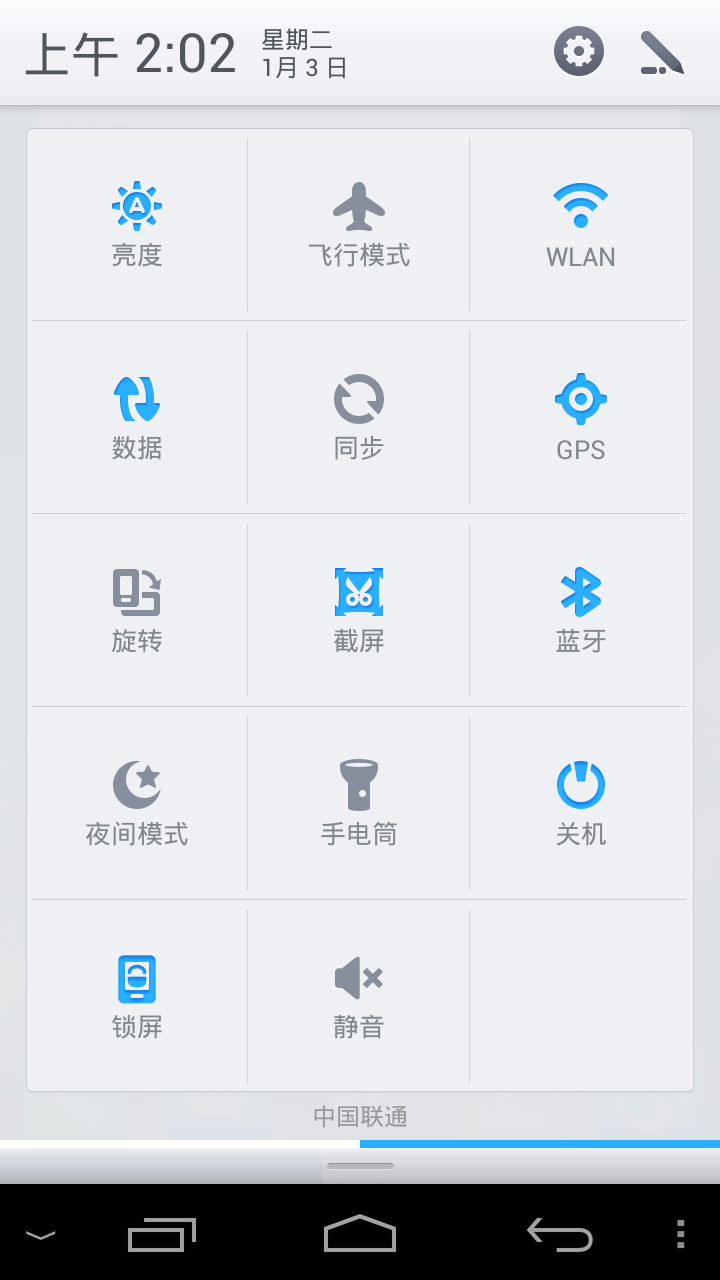 上午 2:02
星期二
1月 3 日
亮度
飞行模式
WLAN
数据
同步
GPS
旋转
截屏
蓝牙
夜间模式
手电筒
关机
锁屏
静音
中国联通